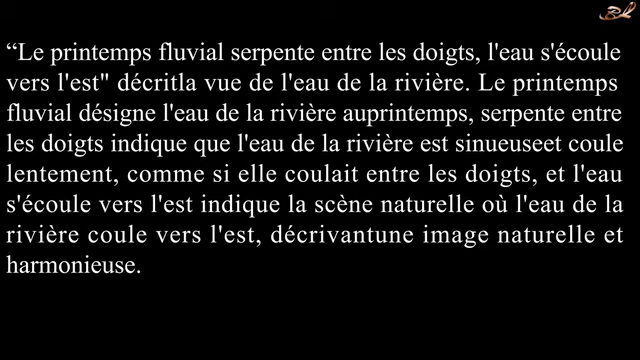 “Le printemps fluvial serpente entre les doigts, l'eau s'écoule
vers l'est" décritla vue de l'eau de la rivière. Le printemps
fluvial désigne l'eau de la rivière auprintemps, serpente entre
les doigts indique que l'eau de la rivière est sinueuseet coule
lentement, comme si elle coulait entre les doigts, et l'eau
s'écoule vers l'est indique la scène naturelle où l'eau de la
rivière coule vers l'est, décrivantune image naturelle et
harmonieuse.